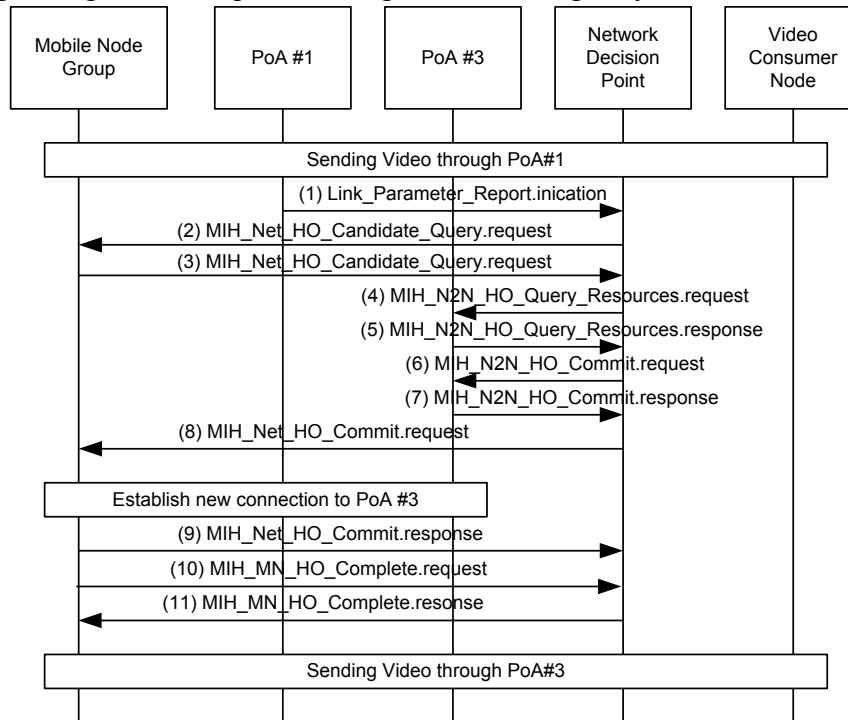 Mobile Node
Group
PoA #1
PoA #3
Network
Decision
Point
Video
Consumer
Node
Sending Video through PoA#1
(1) Link_Parameter_Report.inication
(2) MIH_Net_HO_Candidate_Query.request
(3) MIH_Net_HO_Candidate_Query.request
(4) MIH_N2N_HO_Query_Resources.request
(5) MIH_N2N_HO_Query_Resources.response
(6) MIH_N2N_HO_Commit.request
(7) MIH_N2N_HO_Commit.response
(8) MIH_Net_HO_Commit.request
Establish new connection to PoA #3
(9) MIH_Net_HO_Commit.response
(10) MIH_MN_HO_Complete.request
(11) MIH_MN_HO_Complete.resonse
Sending Video through PoA#3